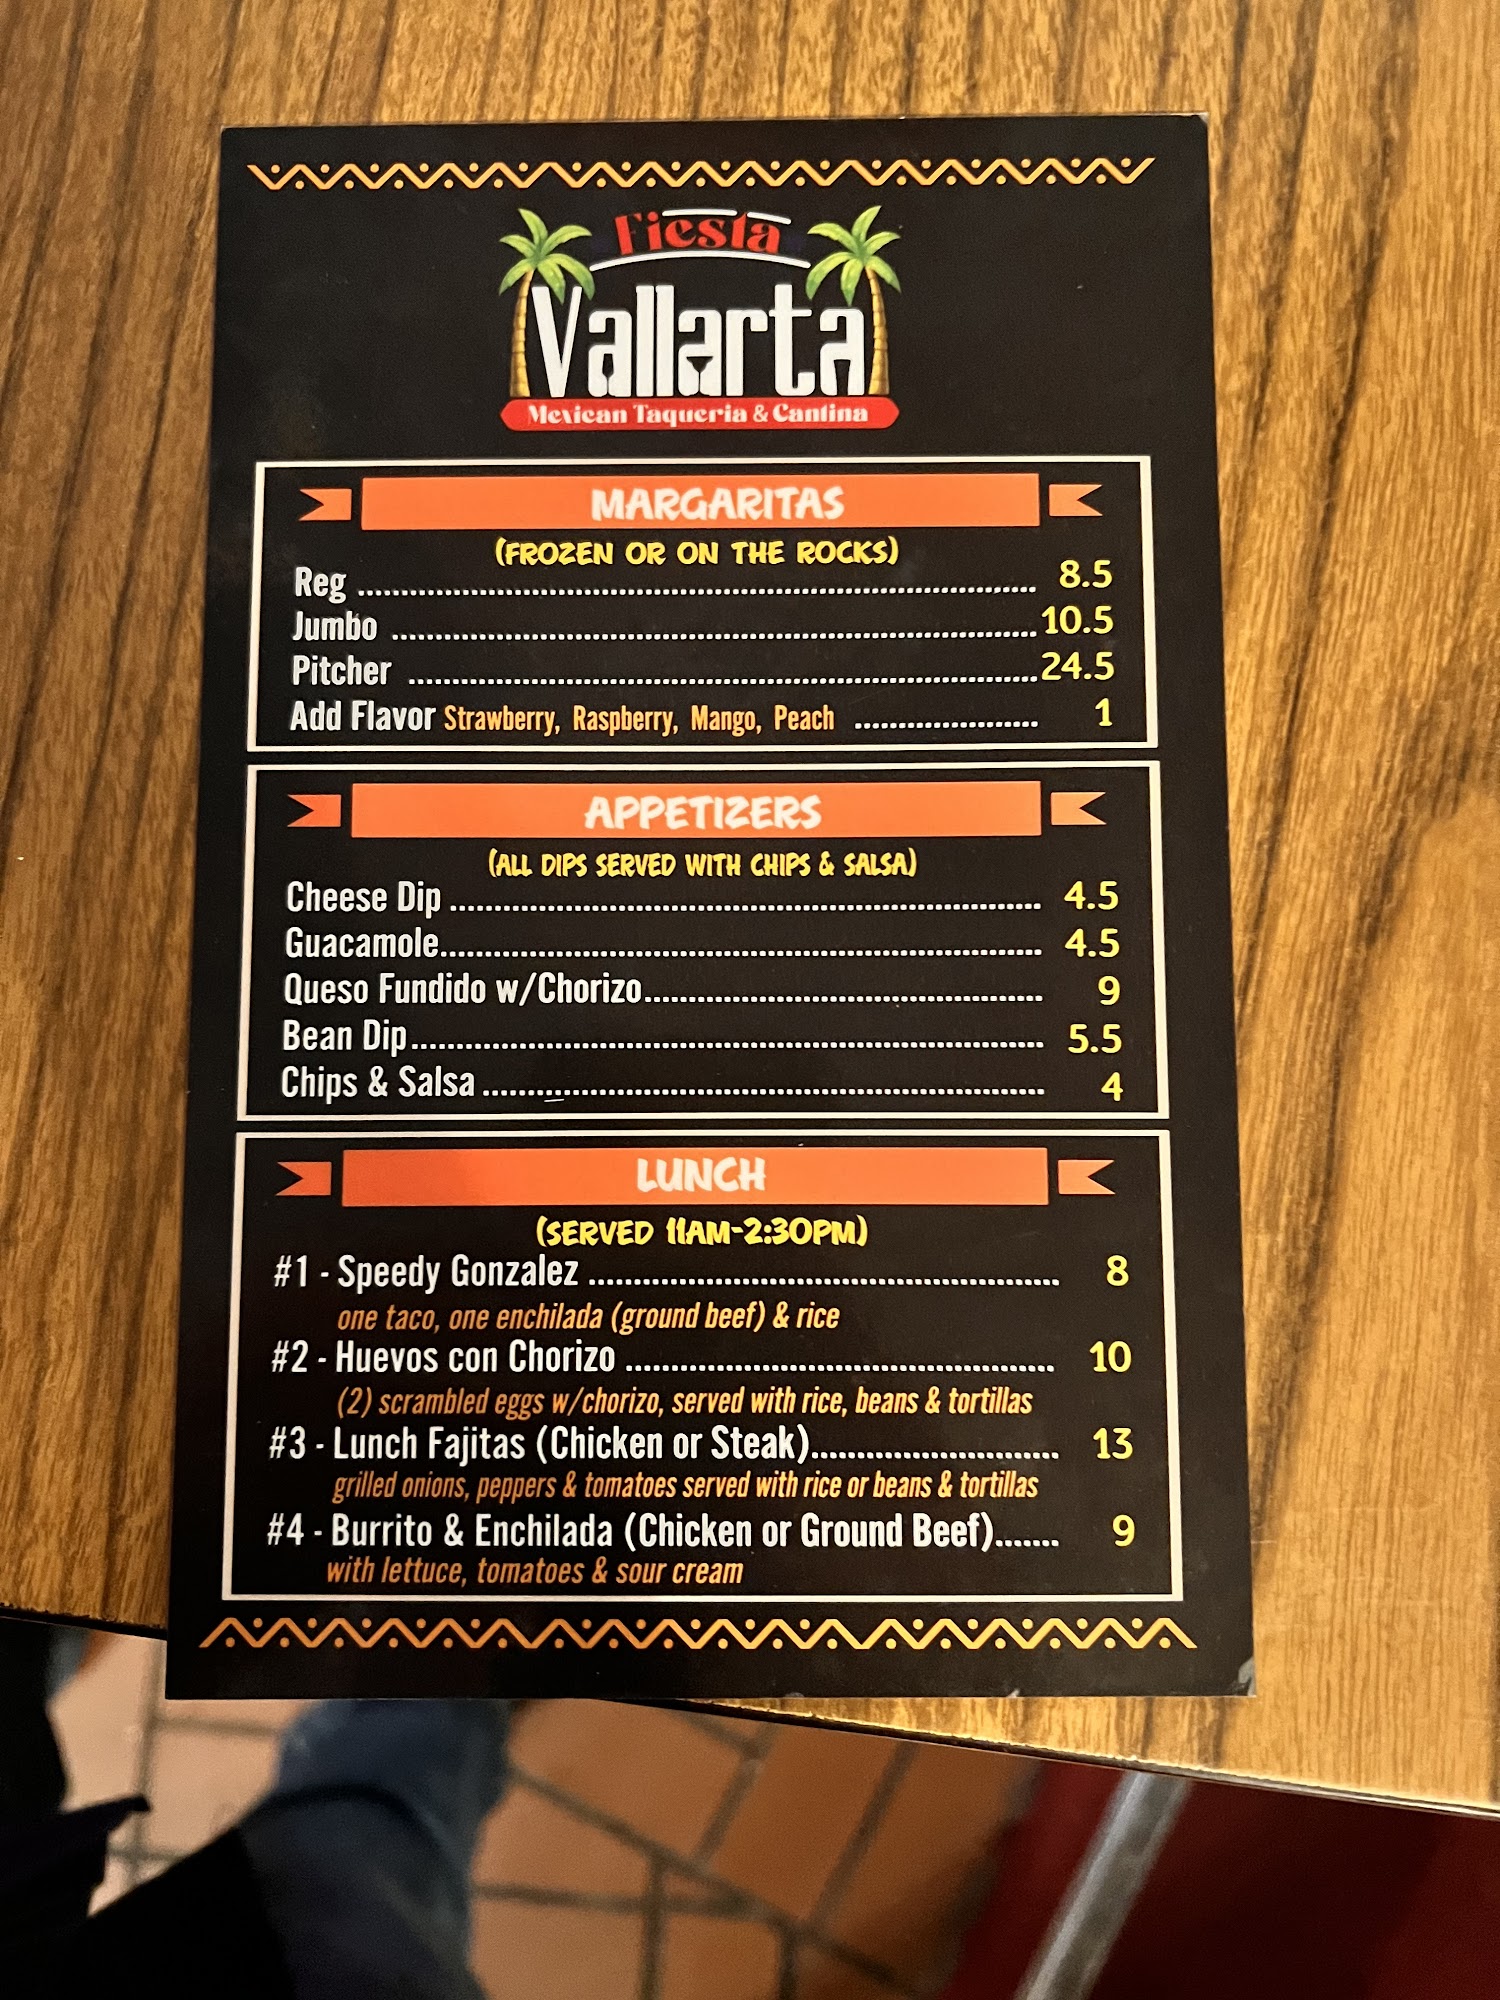 Fiesta
Vallarta
Mexican Taqueria & Cantina
MARGARITAS
(FROZEN OR ON THE ROCKS)
Reg ........ 8.5
Jumbo ........ 10.5
Pitcher ........ 24.5
Add Flavor Strawberry, Raspberry, Mango, Peach ........ 1
APPETIZERS
(ALL DIPS SERVED WITH CHIPS & SALSA)
Cheese Dip ........ 4.5
Guacamole........ 4.5
Queso Fundido w/Chorizo........ 9
Bean Dip........ 5.5
Chips & Salsa ........ 4
LUNCH
(SERVED 11AM-2:30PM)
#1 - Speedy Gonzalez ........ 8
one taco, one enchilada (ground beef) & rice
#2 - Huevos con Chorizo ........ 10
(2) scrambled eggs w/chorizo, served with rice, beans & tortillas
#3 - Lunch Fajitas (Chicken or Steak)........ 13
grilled onions, peppers & tomatoes served with rice or beans & tortillas
#4 - Burrito & Enchilada (Chicken or Ground Beef)....... 9
with lettuce, tomatoes & sour cream